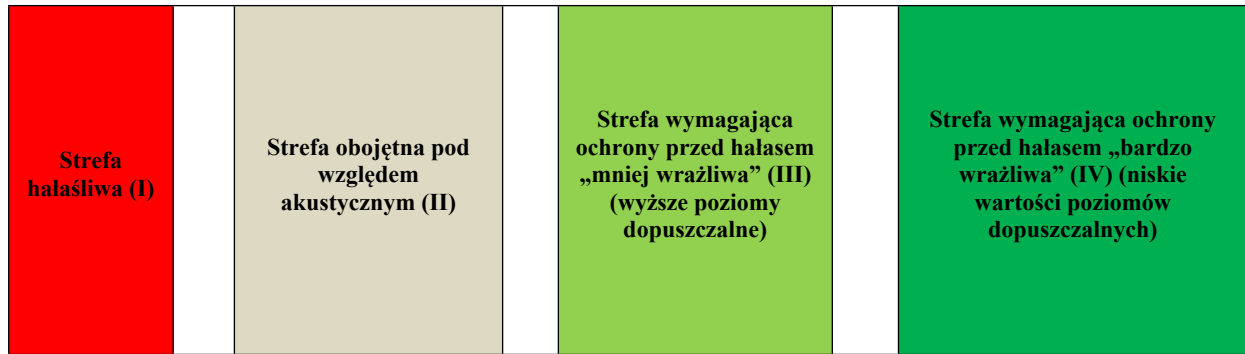 Strefa
hałaśliwa (I)
Strefa obojętna pod
względem
akustycznym (II)
Strefa wymagająca
ochrony przed hałasem
„mniej wrażliwa” (III)
(wyższe poziomy
dopuszczalne)
Strefa wymagająca ochrony
przed hałasem „bardzo
wrażliwa” (IV) (niskie
wartości poziomów
dopuszczalnych)